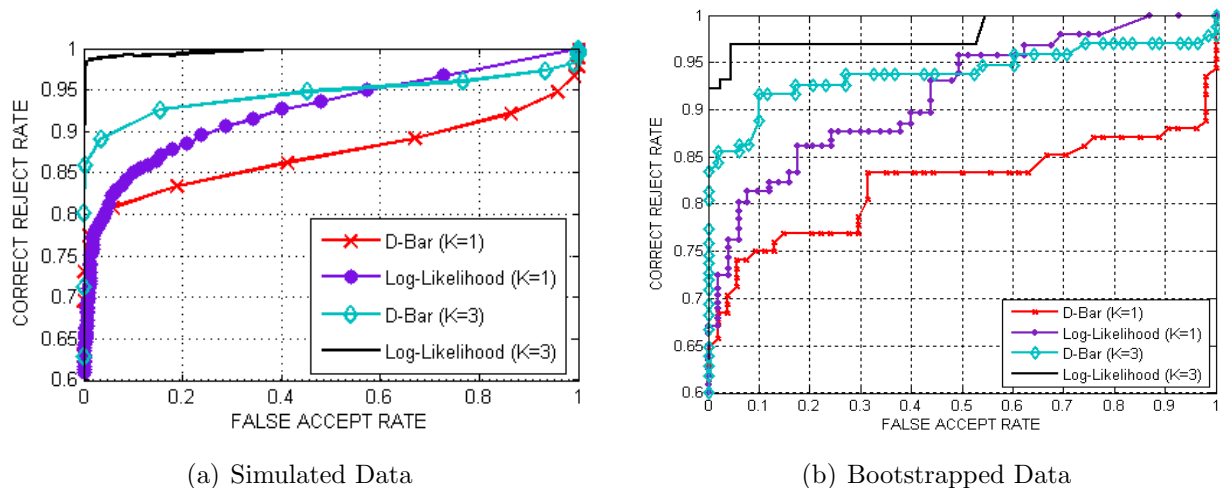 1
0.95
0.9
0.85
0.8
0.75
0.7
0.65
0.6
0
0.2
0.4
0.6
0.8
1
CORRECT REJECT RATE
FALSE ACCEPT RATE
D-Bar (K=1)
Log-Likelihood (K=1)
D-Bar (K=3)
Log-Likelihood (K=3)
(a) Simulated Data
1
0.95
0.9
0.85
0.8
0.75
0.7
0.65
0.6
0
0.1
0.2
0.3
0.4
0.5
0.6
0.7
0.8
0.9
1
CORRECT REJECT RATE
FALSE ACCEPT RATE
D-Bar (K=1)
Log-Likelihood (K=1)
D-Bar (K=3)
Log-Likelihood (K=3)
(b) Bootstrapped Data